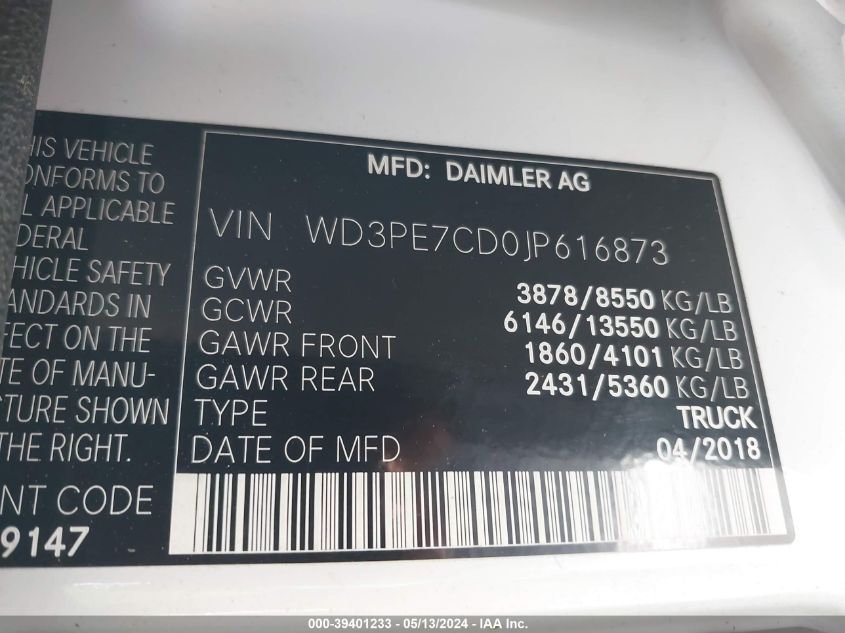 HIS VEHICLE
ONFORMS TO
L APPLICABLE
DERAL
HICLE SAFETY
ANDARDS IN
FECT ON THE
TE OF MANU-
TURE SHOWN
THE RIGHT.
NT CODE
9147
MFD: DAIMLER AG
VIN WD3PE7CD0JP616873
GVWR 3878/8550 KG/LB
GCWR 6146/13550 KG/LB
GAWR FRONT 1860/4101 KG/LB
GAWR REAR 2431/5360 KG/LB
TYPE TRUCK
DATE OF MFD 04/2018
000-39401233 - 05/13/2024 - IAA Inc.